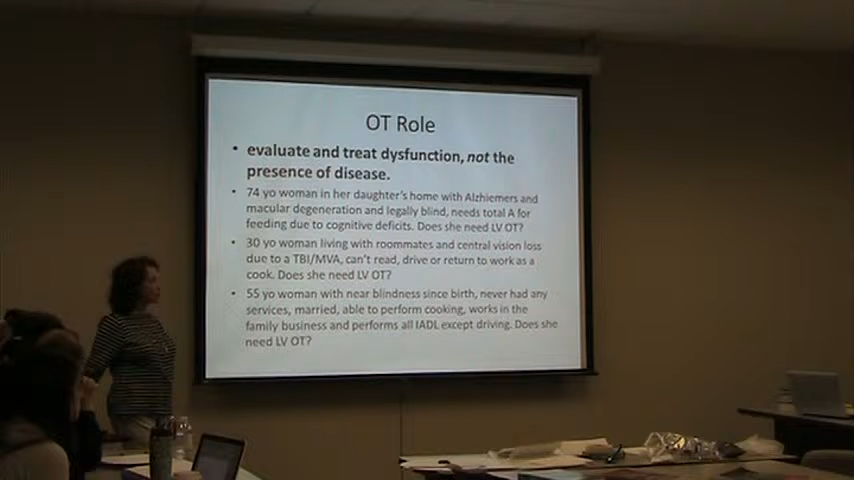 OT Role
• evaluate and treat dysfunction, not the
presence of disease.
• 74 yo woman in her daughter's home with Alzhiemers and
macular degeneration and legally blind, needs total A for
feeding due to cognitive deficits. Does she need LV OT?
• 30 yo woman living with roommates and central vision loss
due to a TBI/MVA, can't read, drive or return to work as a
cook. Does she need LV OT?
• 55 yo woman with near blindness since birth, never had any
services, married, able to perform cooking, works in the
family business and performs all IADL except driving. Does she
need LV OT?